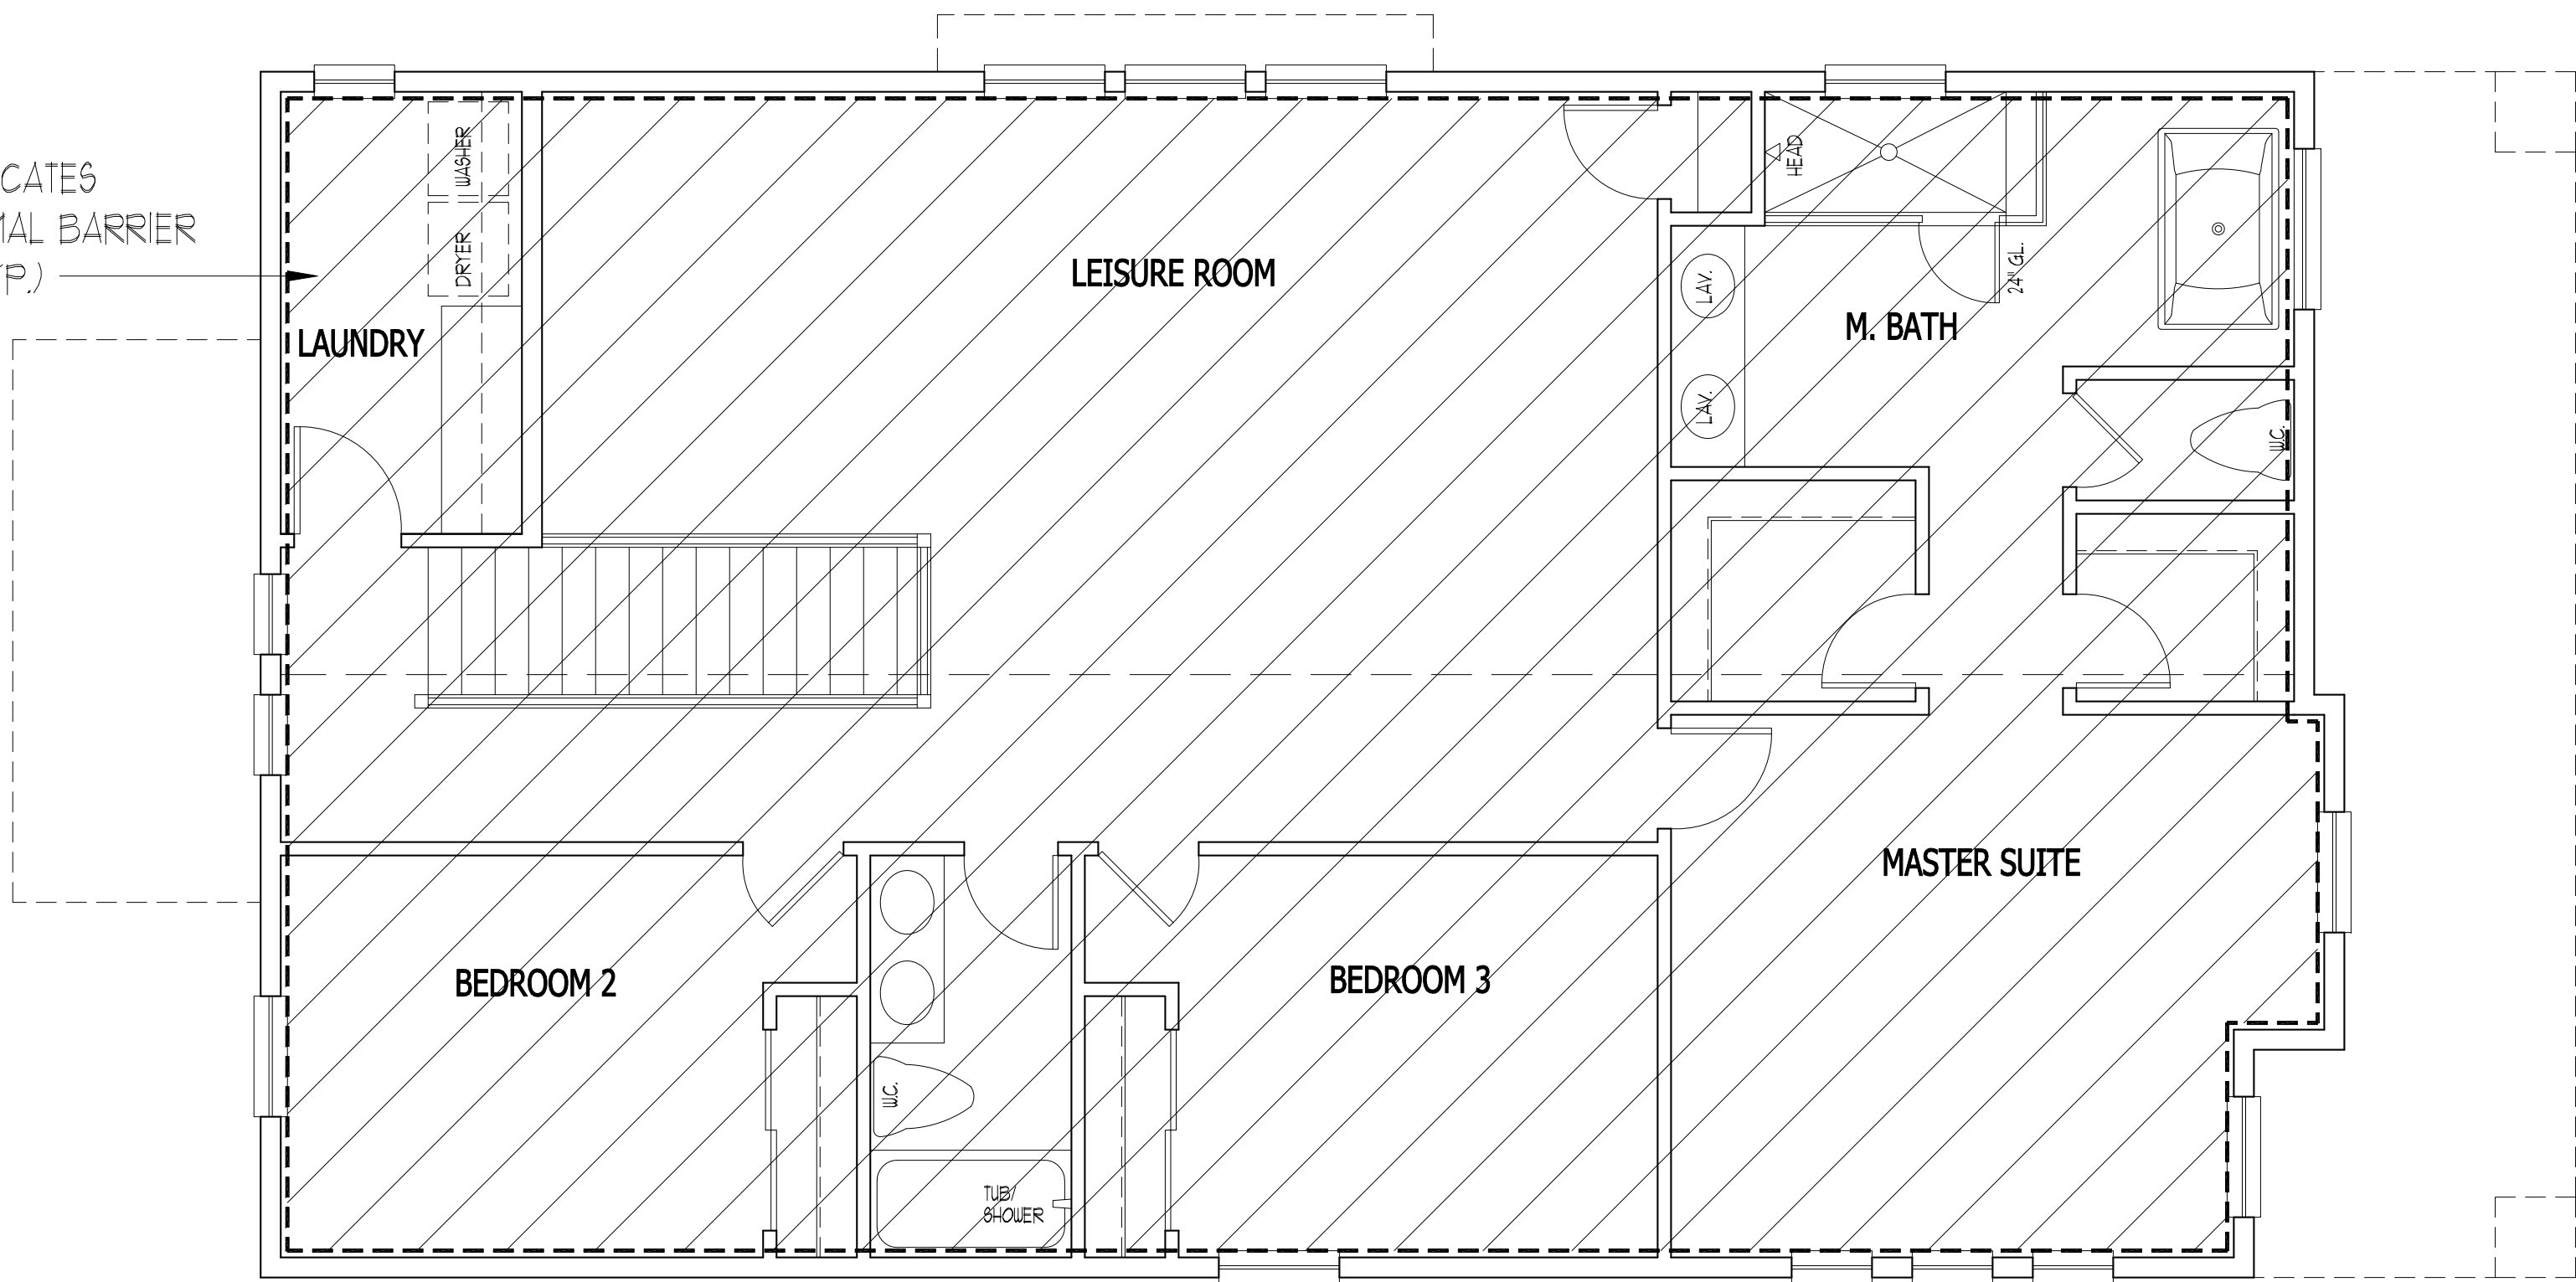 CATES
MAL BARRIER
P.)
WASHER
DRYER
LAUNDRY
LEISURE ROOM
HEAD
24" GL.
LAV.
LAV.
M. BATH
W.C.
MASTER SUITE
BEDROOM 2
BEDROOM 3
W.C.
TUB/
SHOWER